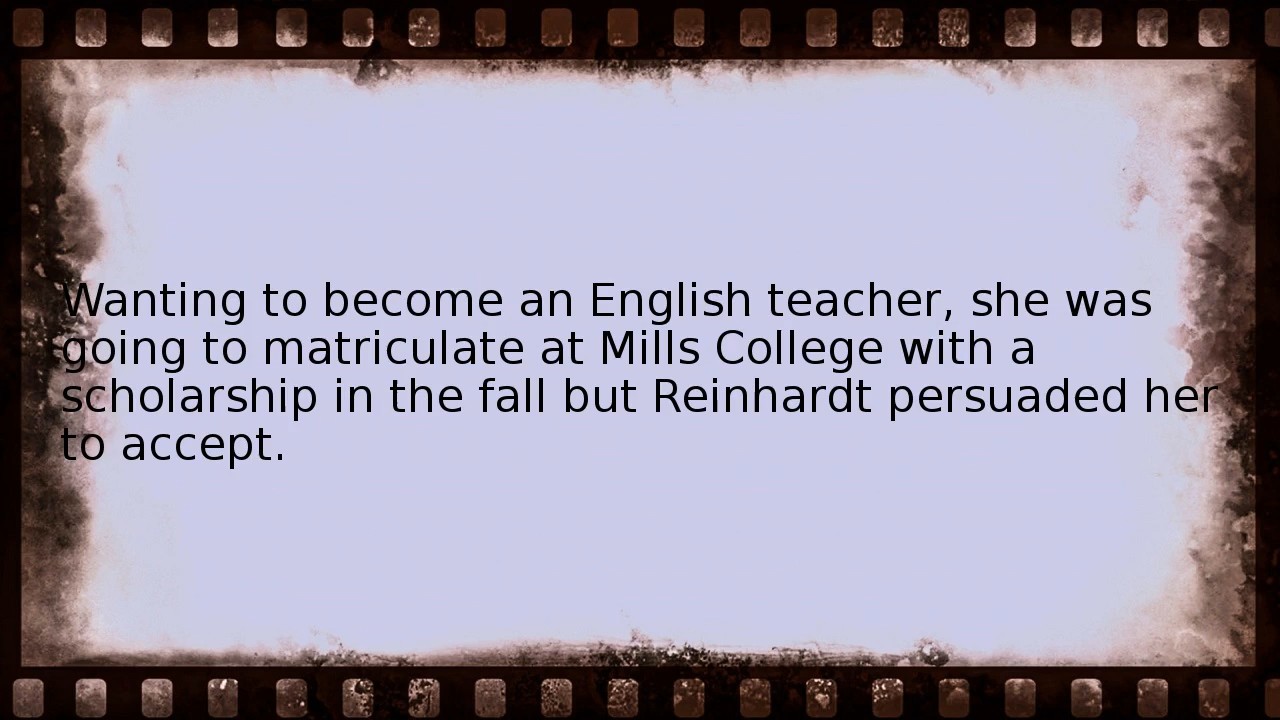 Wanting to become an English teacher, she was
going to matriculate at Mills College with a
scholarship in the fall but Reinhardt persuaded her
to accept.